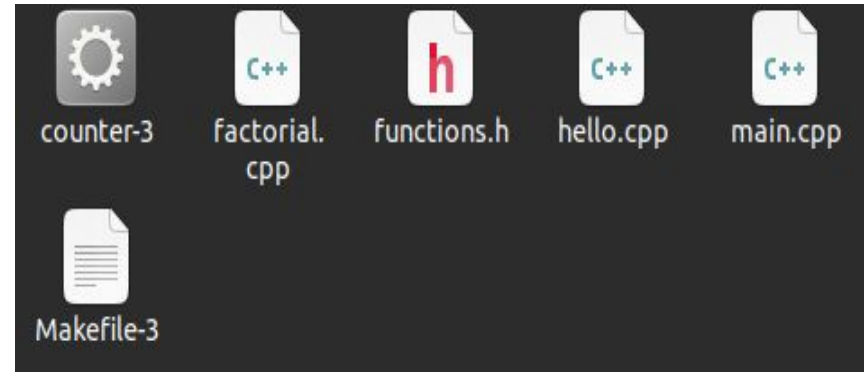 C++
h
C++
C++
counter-3
factorial.
cpp
functions.h
hello.cpp
main.cpp
Makefile-3